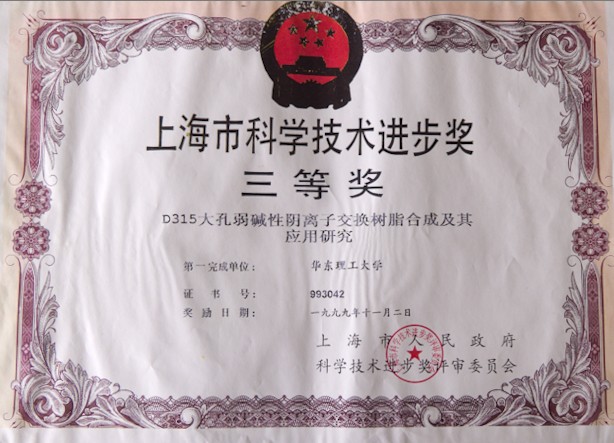 上海市科学技术进步奖
三等奖
D315大孔弱碱性阴离子交换树脂合成及其
应用研究
第一完成单位： 华东理工大学
证书号： 993042
奖励日期： 一九九九年十一月二日
上海市人民政府
科学技术进步奖评审委员会